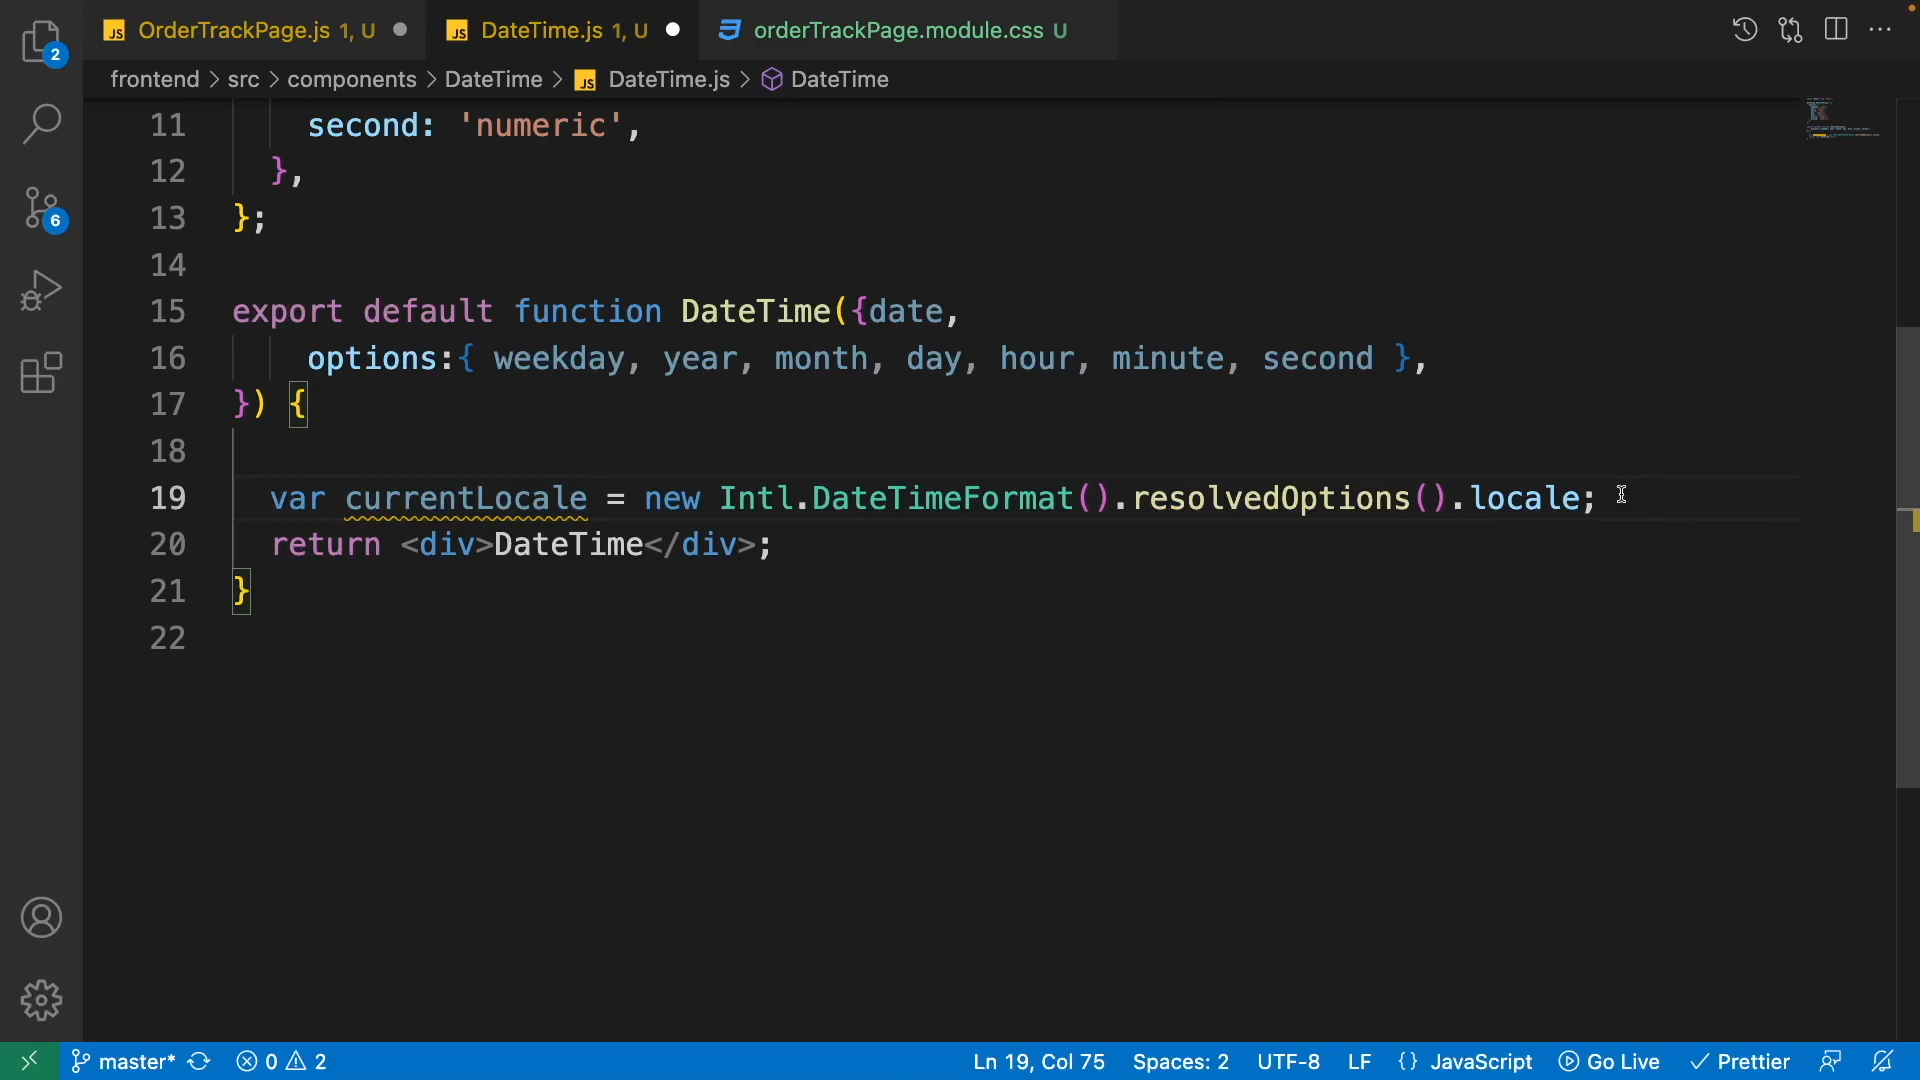 OrderTrackPage.js 1, U
DateTime.js 1, U
orderTrackPage.module.css U
frontend > src > components > DateTime > DateTime.js > DateTime
2
6
11 second: 'numeric',
12 },
13 };
14
15 export default function DateTime({date,
16 options:{ weekday, year, month, day, hour, minute, second },
17 }) {
18
19 var currentLocale = new Intl.DateTimeFormat().resolvedOptions().locale;
20 return <div>DateTime</div>;
21 }
22
master* 0 2 Ln 19, Col 75 Spaces: 2 UTF-8 LF {} JavaScript Go Live Prettier